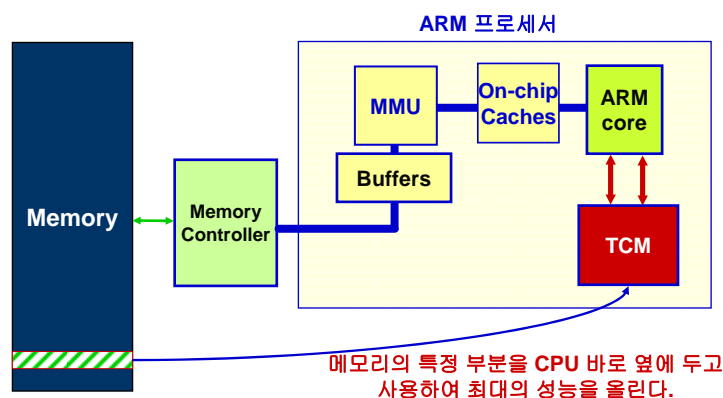 ARM 프로세서
On-chip
Caches
MMU
ARM
core
Buffers
Memory
Memory
Controller
TCM
메모리의 특정 부분을 CPU 바로 옆에 두고
사용하여 최대의 성능을 올린다.